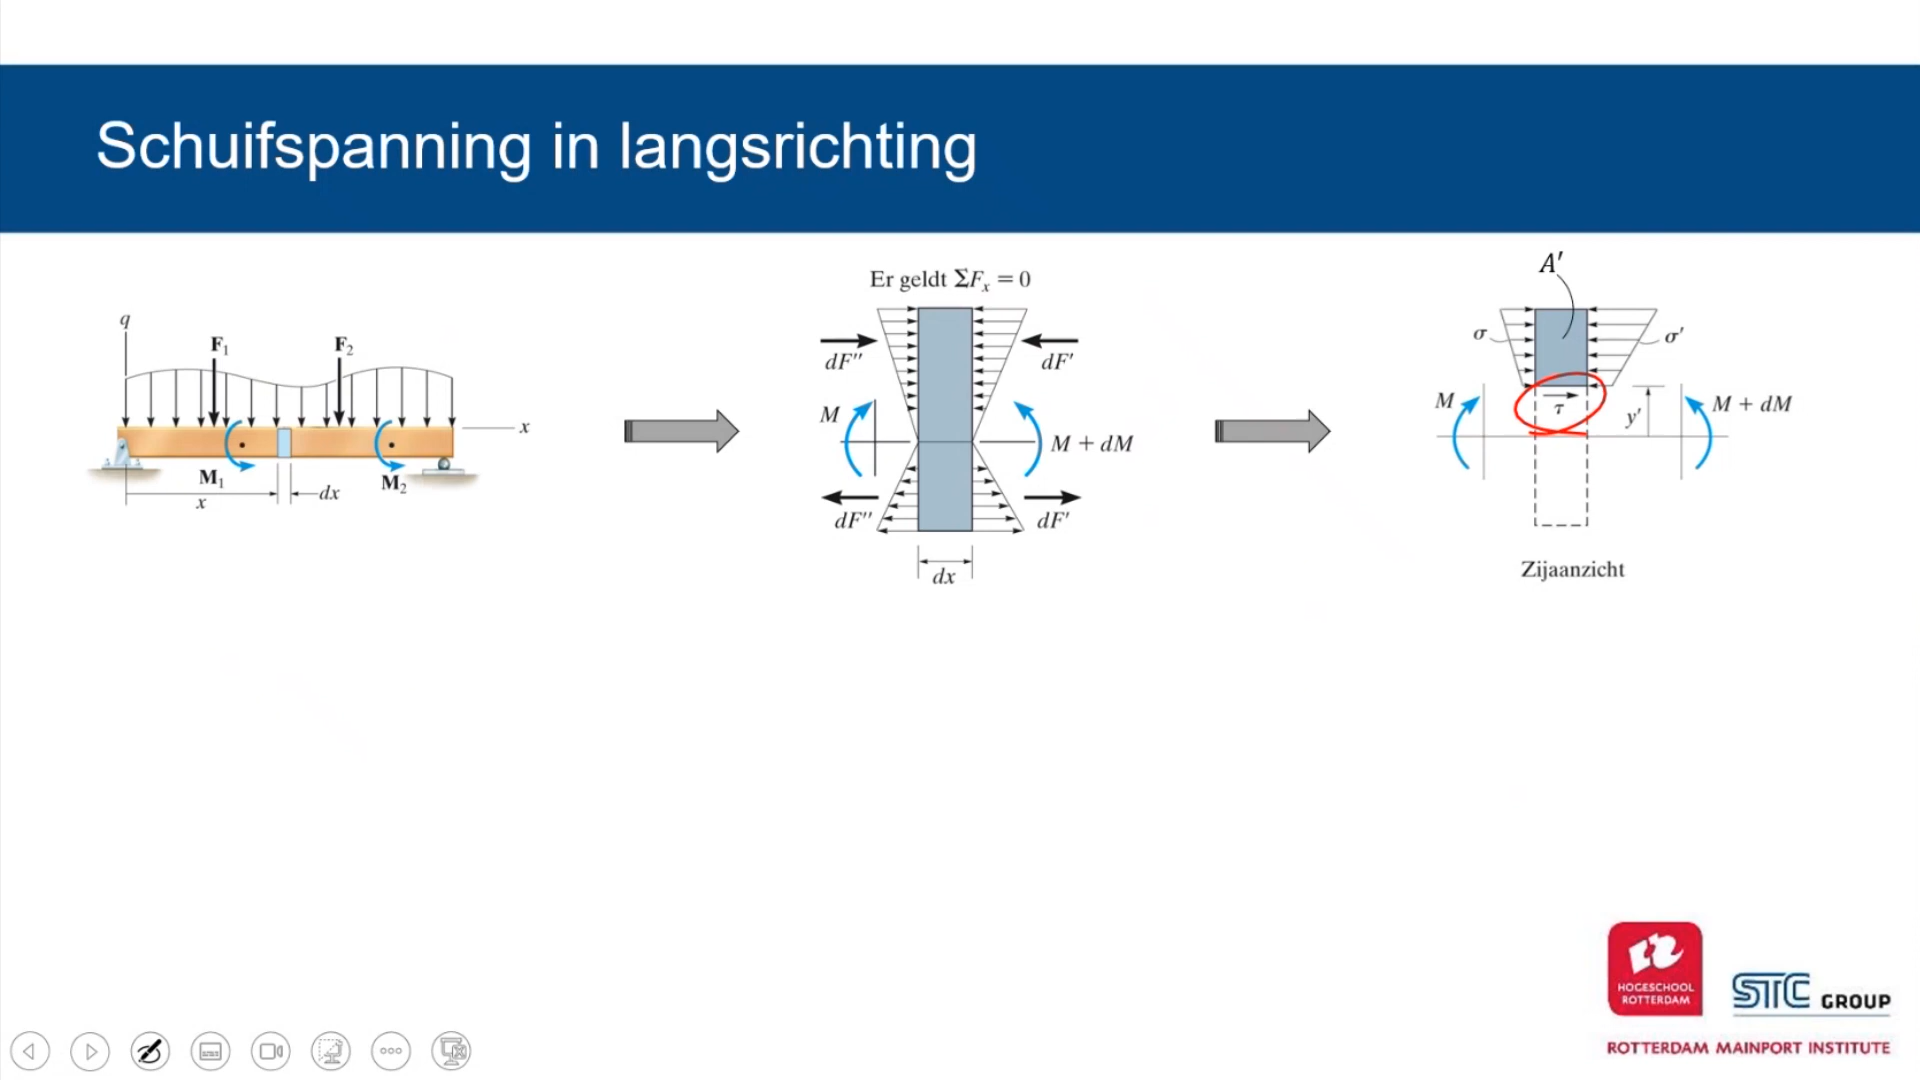 Schuifspanning in langsrichting
q
F₁
F₂
x
M₁
M₂
x
dx
Er geldt ΣFₓ = 0
dF''
dF'
M
M + dM
dF''
dF'
dx
A'
σ
σ'
M
τ
y'
M + dM
Zijaanzicht
HOGESCHOOL
ROTTERDAM
STC GROUP
ROTTERDAM MAINPORT INSTITUTE